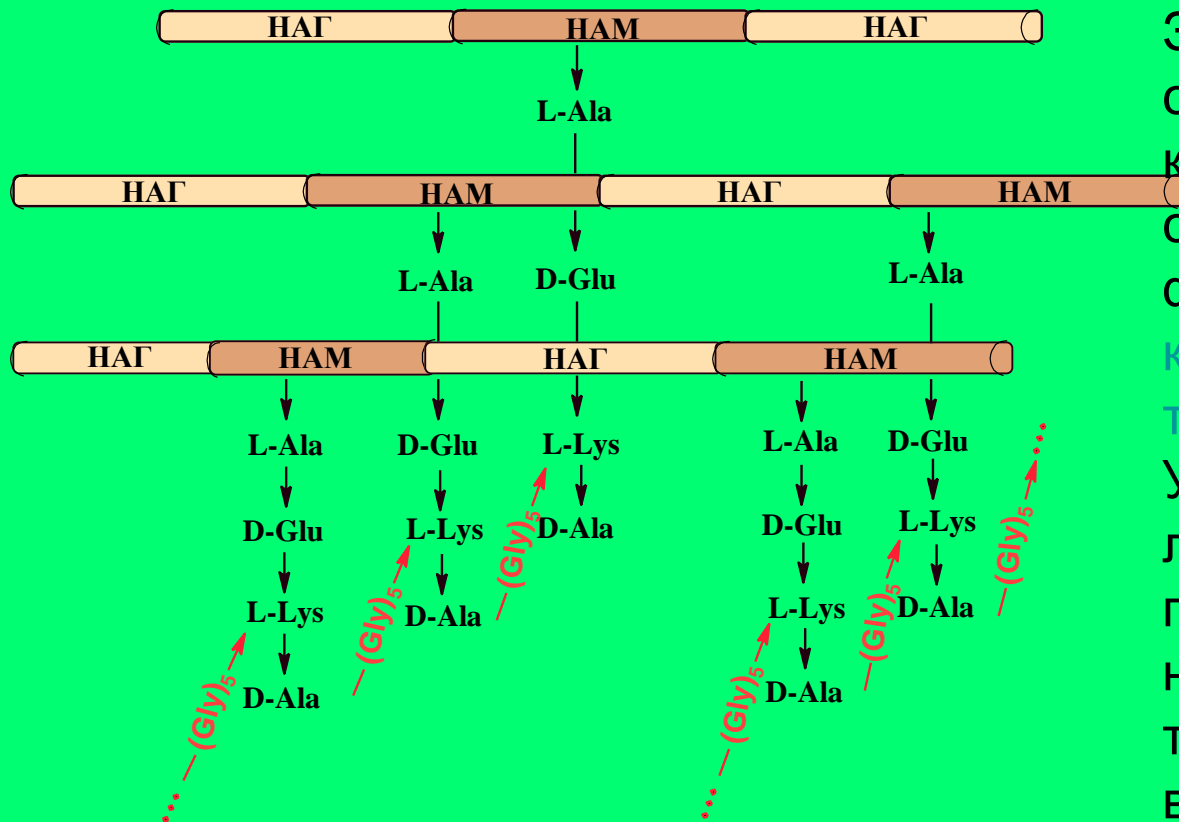 НАГ НАМ НАГ
L-Ala
НАГ НАМ НАГ НАМ
L-Ala D-Glu L-Ala
НАГ НАМ НАГ НАМ
L-Ala D-Glu L-Lys L-Ala D-Glu
D-Glu L-Lys D-Ala D-Glu L-Lys
L-Lys D-Ala L-Lys D-Ala
D-Ala D-Ala
(Gly)₅ (Gly)₅ (Gly)₅ (Gly)₅ (Gly)₅ (Gly)₅